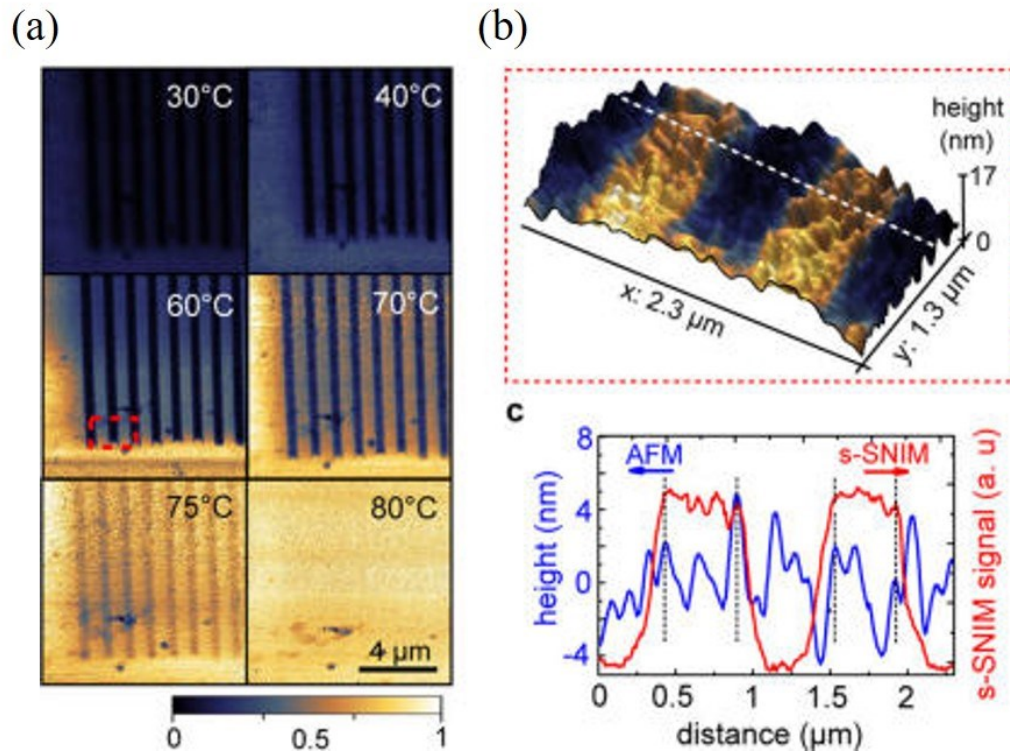 (a)
(b)
30°C
40°C
60°C
70°C
75°C
80°C
4 μm
0
0.5
1
height
(nm)
17
0
x: 2.3 μm
y: 1.3 μm
c
AFM
s-SNIM
8
4
0
-4
height (nm)
s-SNIM signal (a. u)
0
0.5
1
1.5
2
distance (μm)